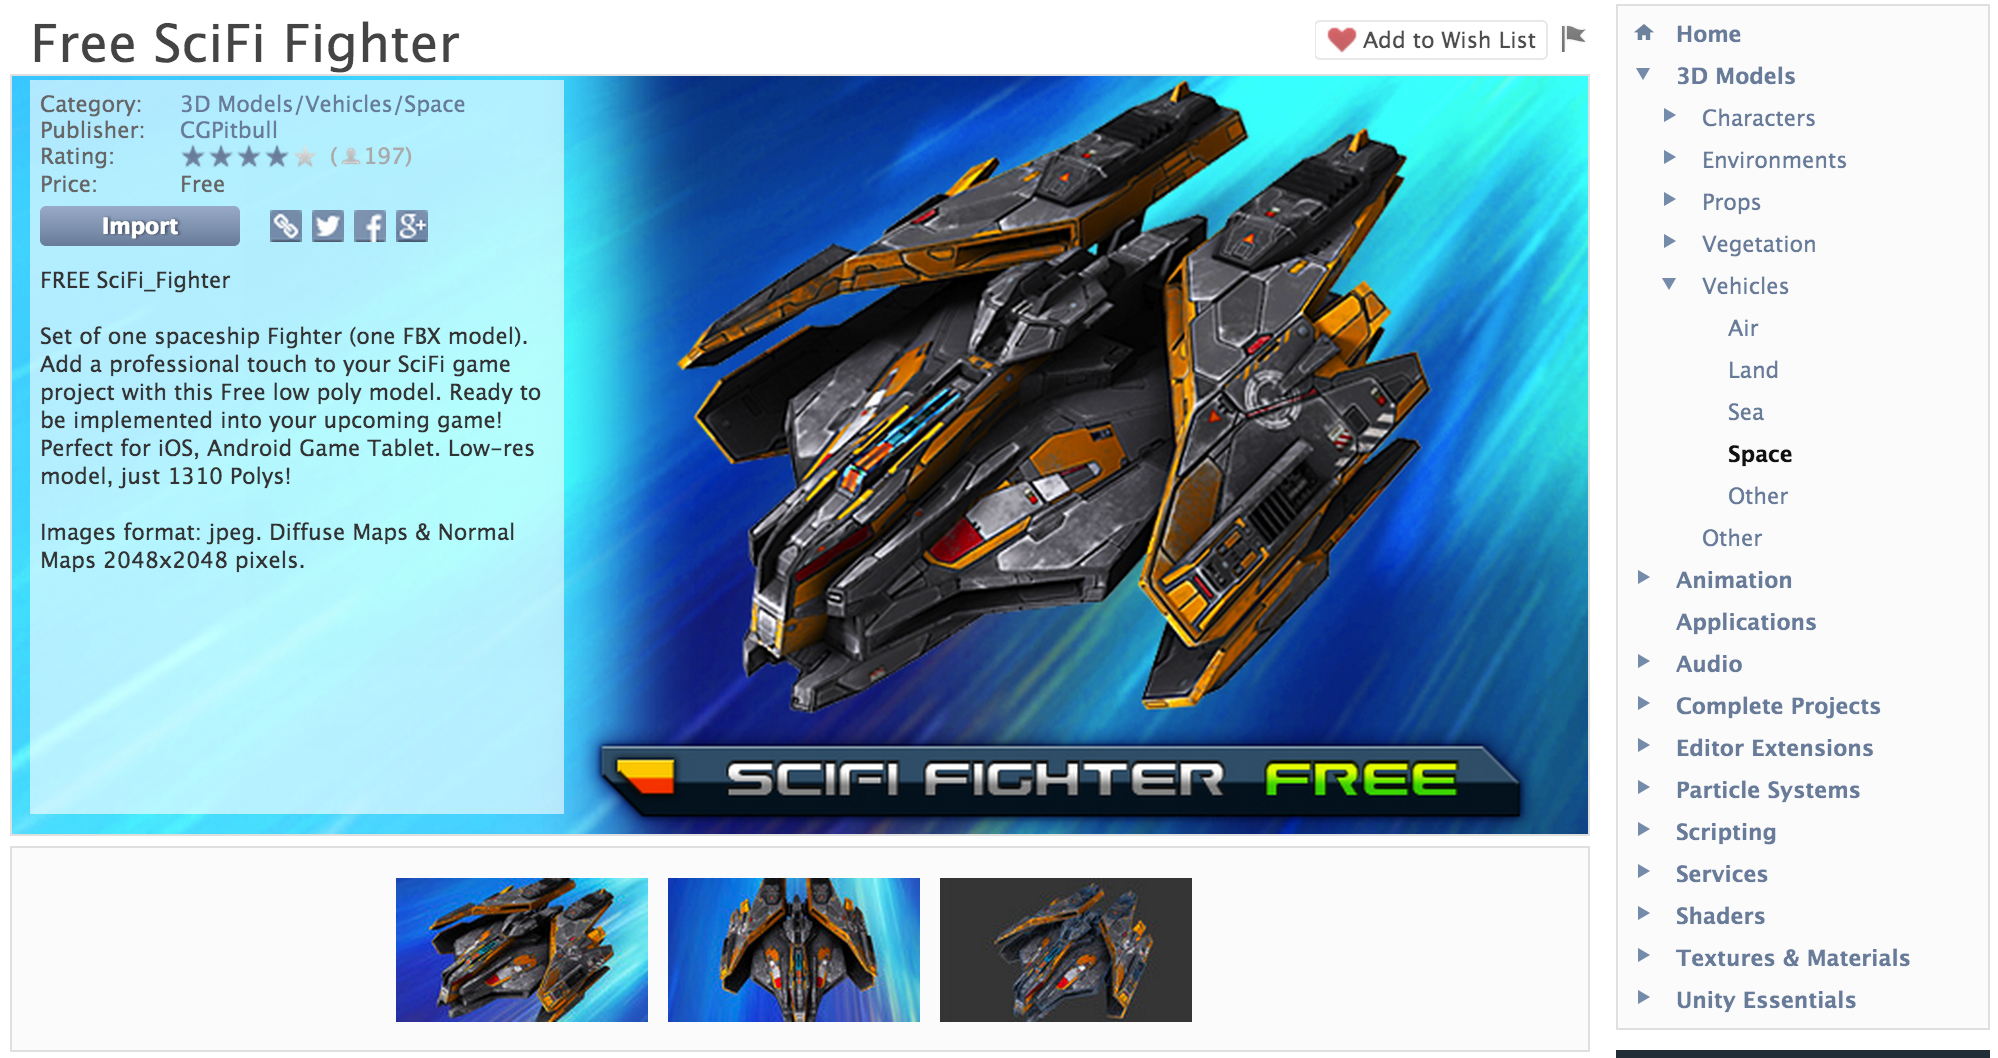 Free SciFi Fighter
Add to Wish List
Category: 3D Models/Vehicles/Space
Publisher: CGPitbull
Rating: (197)
Price: Free
Import
g+
FREE SciFi_Fighter
Set of one spaceship Fighter (one FBX model).
Add a professional touch to your SciFi game
project with this Free low poly model. Ready to
be implemented into your upcoming game!
Perfect for iOS, Android Game Tablet. Low-res
model, just 1310 Polys!
Images format: jpeg. Diffuse Maps & Normal
Maps 2048x2048 pixels.
SCIFI FIGHTER FREE
Home
3D Models
Characters
Environments
Props
Vegetation
Vehicles
Air
Land
Sea
Space
Other
Other
Animation
Applications
Audio
Complete Projects
Editor Extensions
Particle Systems
Scripting
Services
Shaders
Textures & Materials
Unity Essentials